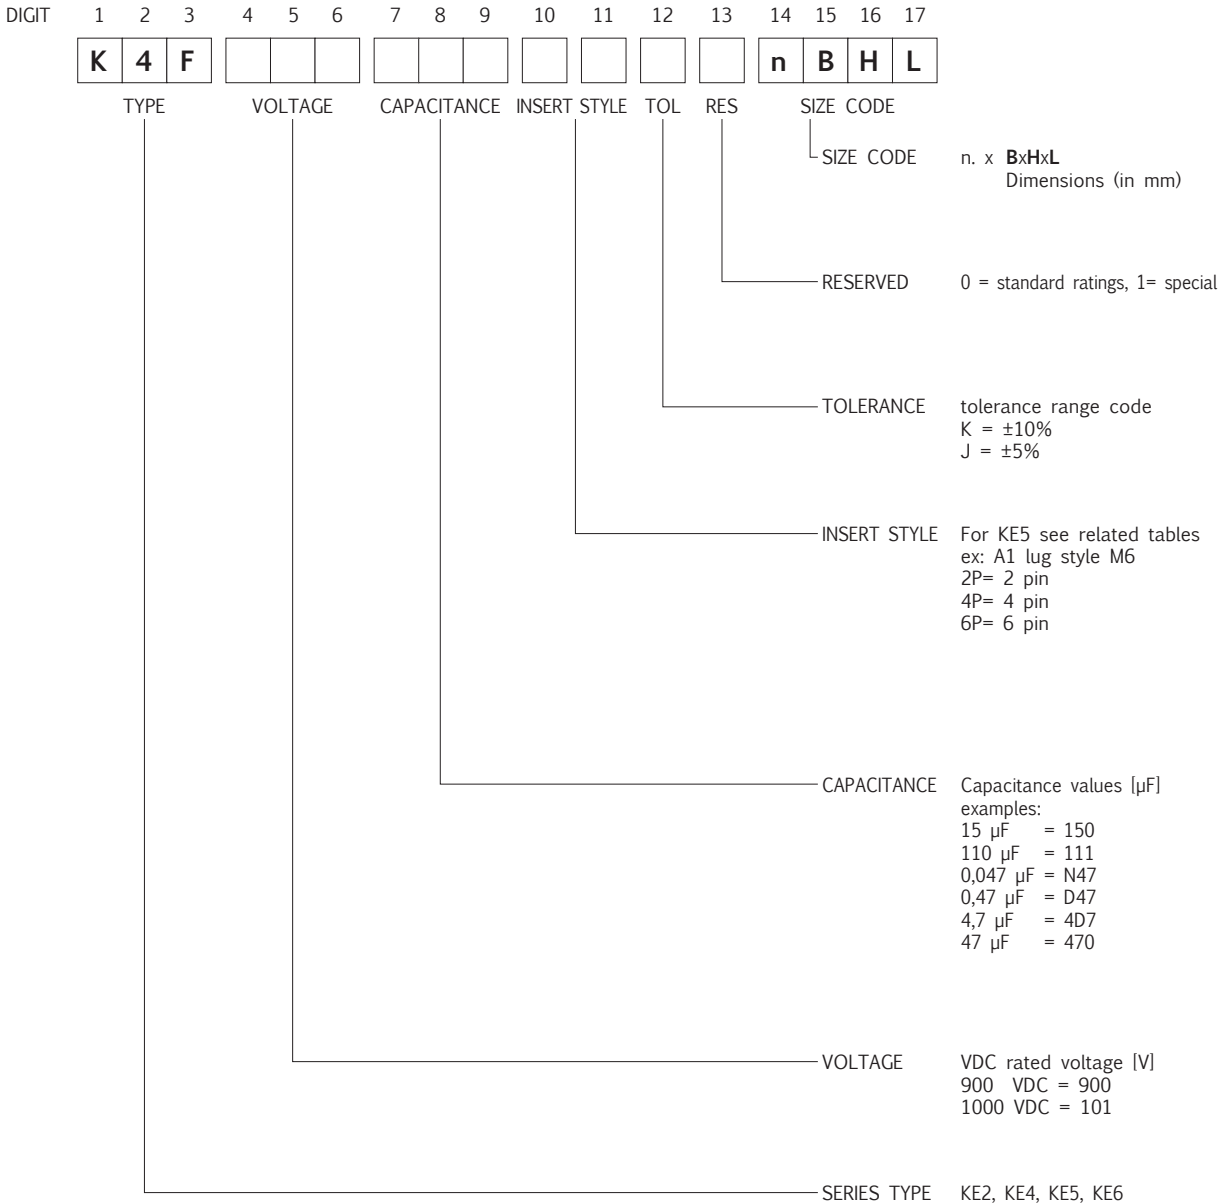 DIGIT 1 2 3 4 5 6 7 8 9 10 11 12 13 14 15 16 17
K 4 F n B H L
TYPE VOLTAGE CAPACITANCE INSERT STYLE TOL RES SIZE CODE
SIZE CODE n. x BxHxL
Dimensions (in mm)
RESERVED 0 = standard ratings, 1= special
TOLERANCE tolerance range code
K = ±10%
J = ±5%
INSERT STYLE For KE5 see related tables
ex: A1 lug style M6
2P= 2 pin
4P= 4 pin
6P= 6 pin
CAPACITANCE Capacitance values [µF]
examples:
15 µF = 150
110 µF = 111
0,047 µF = N47
0,47 µF = D47
4,7 µF = 4D7
47 µF = 470
VOLTAGE VDC rated voltage [V]
900 VDC = 900
1000 VDC = 101
SERIES TYPE KE2, KE4, KE5, KE6